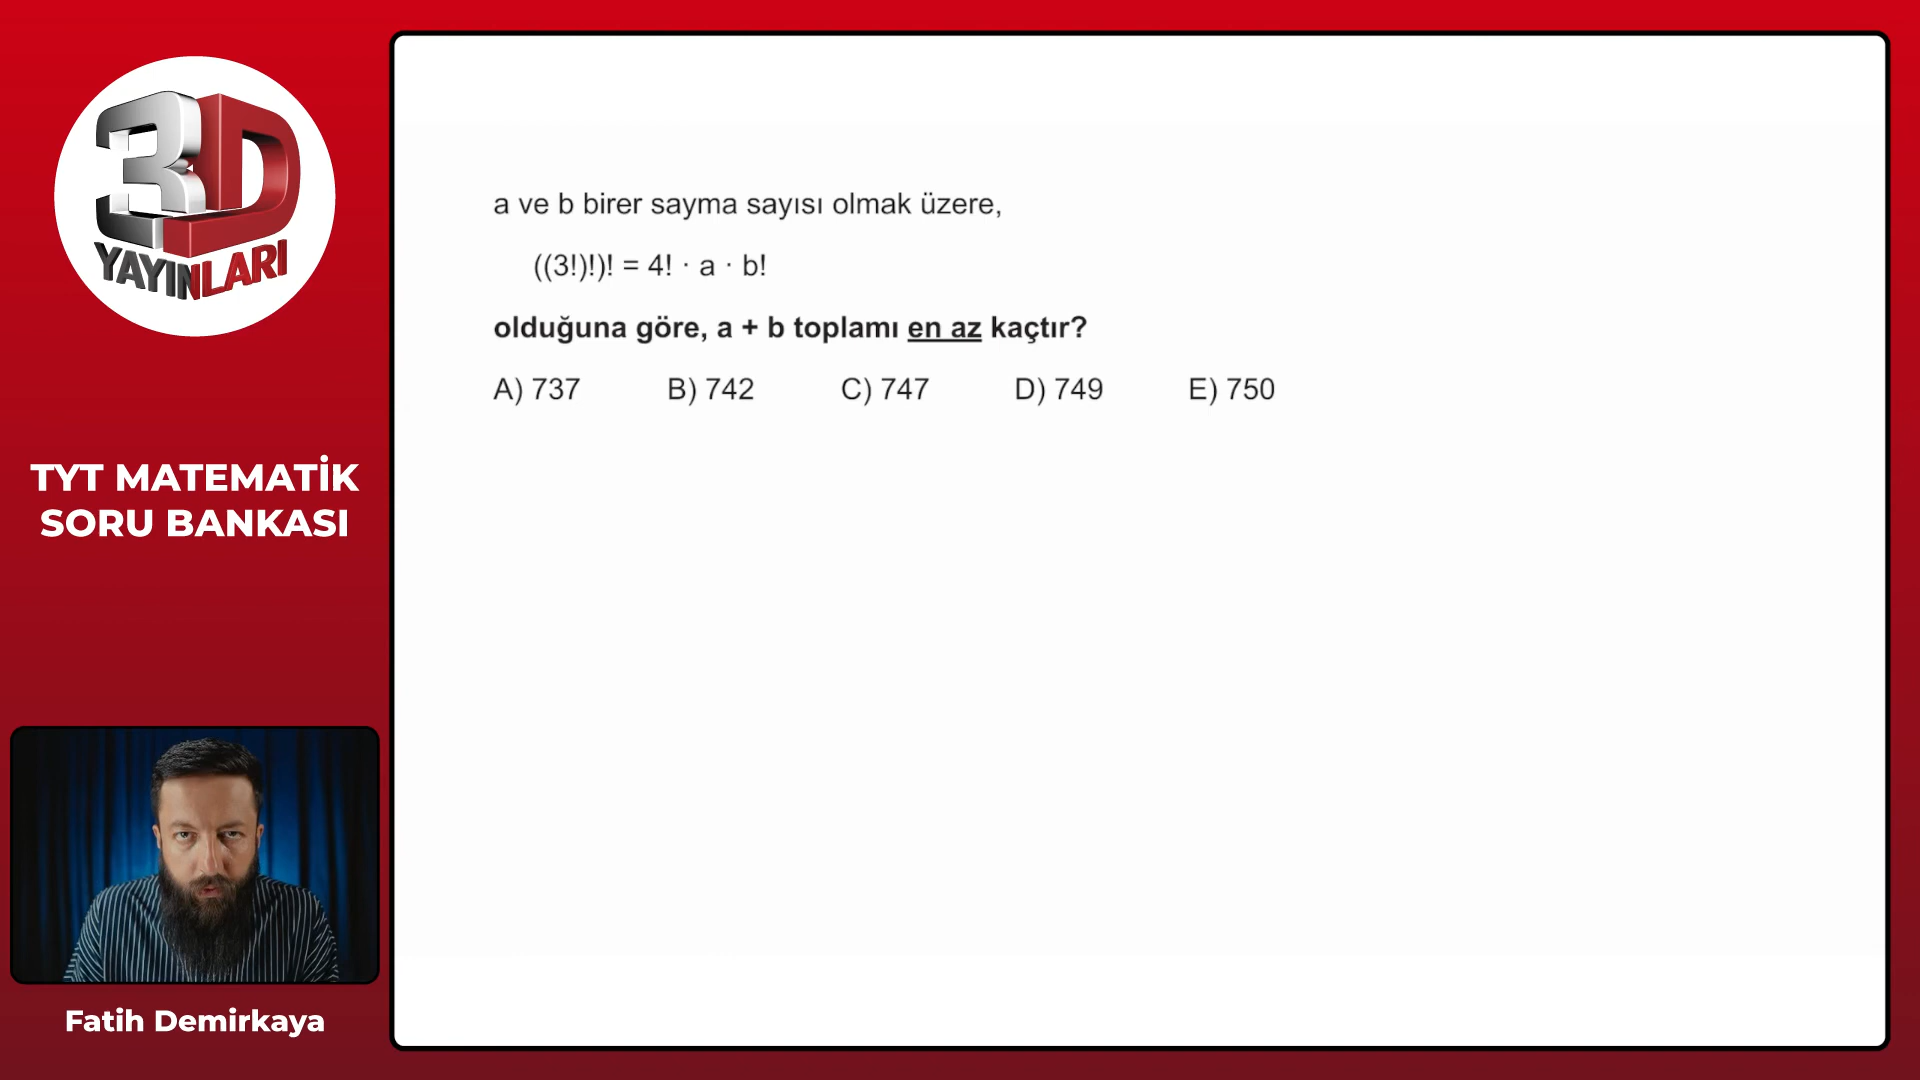 3D
YAYINLARI
TYT MATEMATİK
SORU BANKASI
Fatih Demirkaya
a ve b birer sayma sayısı olmak üzere,
((3!)!)! = 4! · a · b!
olduğuna göre, a + b toplamı en az kaçtır?
A) 737 B) 742 C) 747 D) 749 E) 750